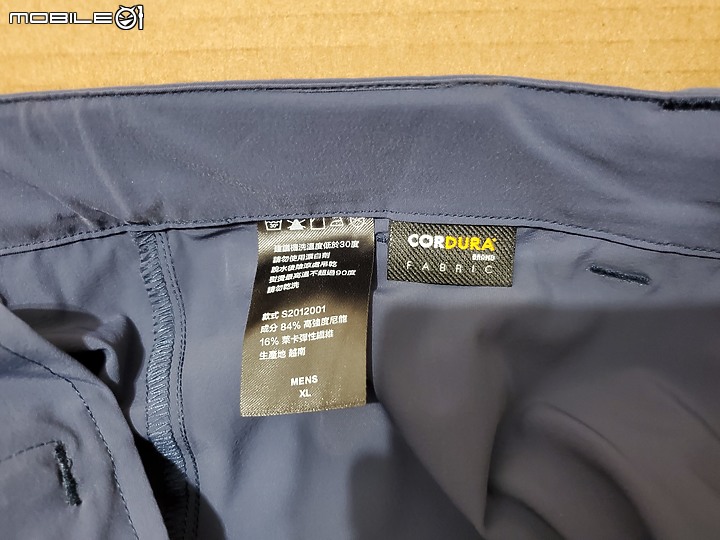 MOBILE01
建議機洗溫度低於30度
請勿使用漂白劑
脫水後除涼處吊乾
熨燙最高溫不超過90度
請勿乾洗
款式 S2012001
成分 84% 高強度尼龍
16% 萊卡彈性纖維
生產地 越南
MENS
XL
CORDURA®
BRAND
FABRIC